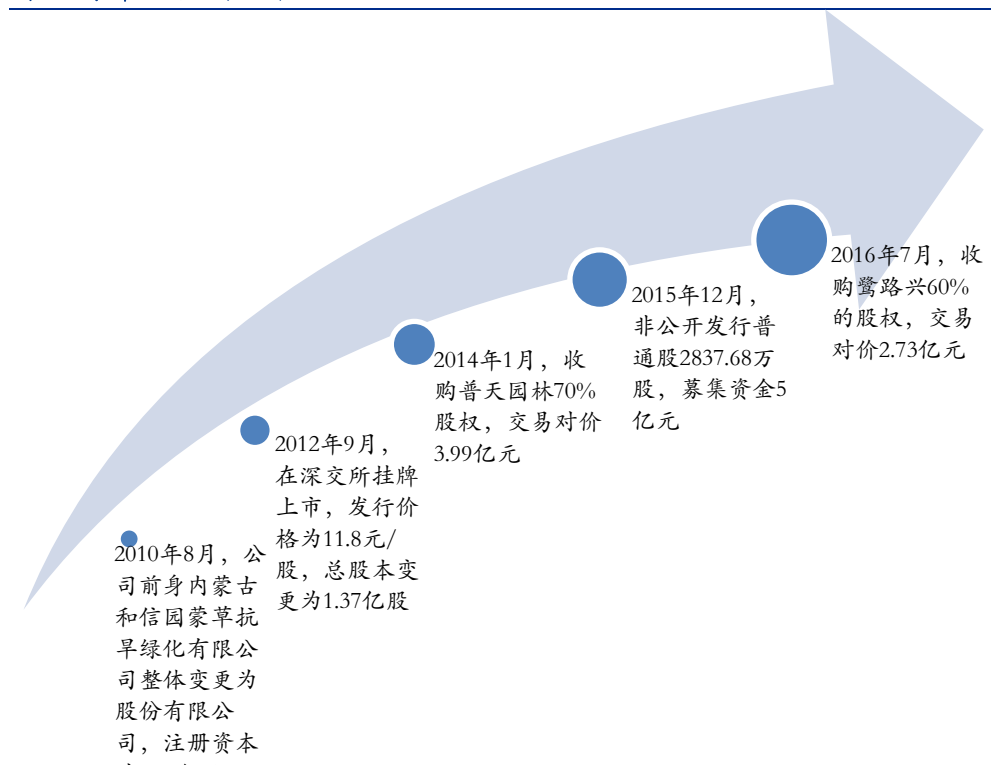 2010年8月，公
司前身内蒙古
和信园蒙草抗
旱绿化有限公
司整体变更为
股份有限公
司，注册资本
2012年9月，
在深交所挂牌
上市，发行价
格为11.8元/
股，总股本变
更为1.37亿股
2014年1月，收
购普天园林70%
股权，交易对价
3.99亿元
2015年12月，
非公开发行普
通股2837.68万
股，募集资金5
亿元
2016年7月，收
购鹭路兴60%
的股权，交易
对价2.73亿元